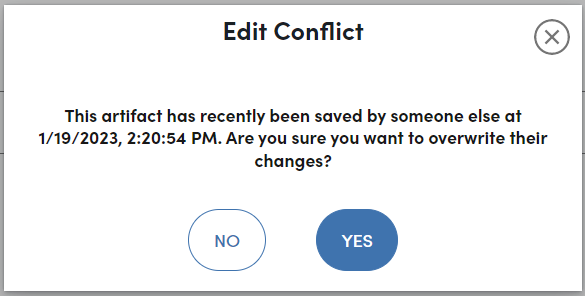 Edit Conflict
This artifact has recently been saved by someone else at
1/19/2023, 2:20:54 PM. Are you sure you want to overwrite their
changes?
NO
YES